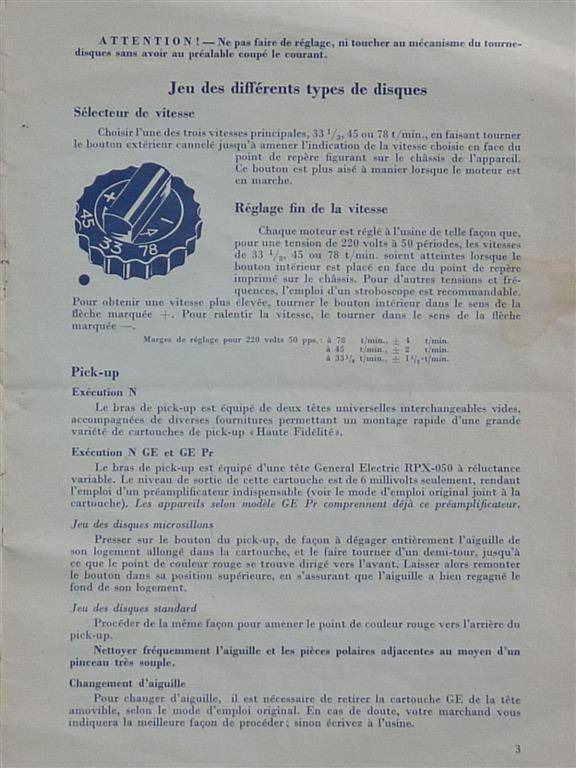 ATTENTION! — Ne pas faire de réglage, ni toucher au mécanisme du tourne-
disques sans avoir au préalable coupé le courant.
Jeu des différents types de disques
Sélecteur de vitesse
Choisir l'une des trois vitesses principales, 33 1/3, 45 ou 78 t/min., en faisant tourner
le bouton extérieur cannelé jusqu'à amener l'indication de la vitesse choisie en face du
point de repère figurant sur le châssis de l'appareil.
Ce bouton est plus aisé à manier lorsque le moteur est
en marche.
+
—
45
33
78
Réglage fin de la vitesse
Chaque moteur est réglé à l'usine de telle façon que,
pour une tension de 220 volts à 50 périodes, les vitesses
de 33 1/3, 45 ou 78 t/min. soient atteintes lorsque le
bouton intérieur est placé en face du point de repère
imprimé sur le châssis. Pour d'autres tensions et fré-
quences, l'emploi d'un stroboscope est recommandable.
Pour obtenir une vitesse plus élevée, tourner le bouton intérieur dans le sens de la
flèche marquée +. Pour ralentir la vitesse, le tourner dans le sens de la flèche
marquée —.
Marges de réglage pour 220 volts 50 pps.: à 78 t/min., ± 4 t/min.
à 45 t/min., ± 2 t/min.
à 33 1/3 t/min., ± 1 1/2 t/min.
Pick-up
Exécution N
Le bras de pick-up est équipé de deux têtes universelles interchangeables vides,
accompagnées de diverses fournitures permettant un montage rapide d'une grande
variété de cartouches de pick-up «Haute Fidélité».
Exécution N GE et GE Pr
Le bras de pick-up est équipé d'une tête General Electric RPX-050 à réluctance
variable. Le niveau de sortie de cette cartouche est de 6 millivolts seulement, rendant
l'emploi d'un préamplificateur indispensable (voir le mode d'emploi original joint à la
cartouche). Les appareils selon modèle GE Pr comprennent déjà ce préamplificateur.
Jeu des disques microsillons
Presser sur le bouton du pick-up, de façon à dégager entièrement l'aiguille de
son logement allongé dans la cartouche, et le faire tourner d'un demi-tour, jusqu'à
ce que le point de couleur rouge se trouve dirigé vers l'avant. Laisser alors remonter
le bouton dans sa position supérieure, en s'assurant que l'aiguille a bien regagné le
fond de son logement.
Jeu des disques standard
Procéder de la même façon pour amener le point de couleur rouge vers l'arrière du
pick-up.
Nettoyer fréquemment l'aiguille et les pièces polaires adjacentes au moyen d'un
pinceau très souple.
Changement d'aiguille
Pour changer d'aiguille, il est nécessaire de retirer la cartouche GE de la tête
amovible, selon le mode d'emploi original. En cas de doute, votre marchand vous
indiquera la meilleure façon de procéder; sinon écrivez à l'usine.
3